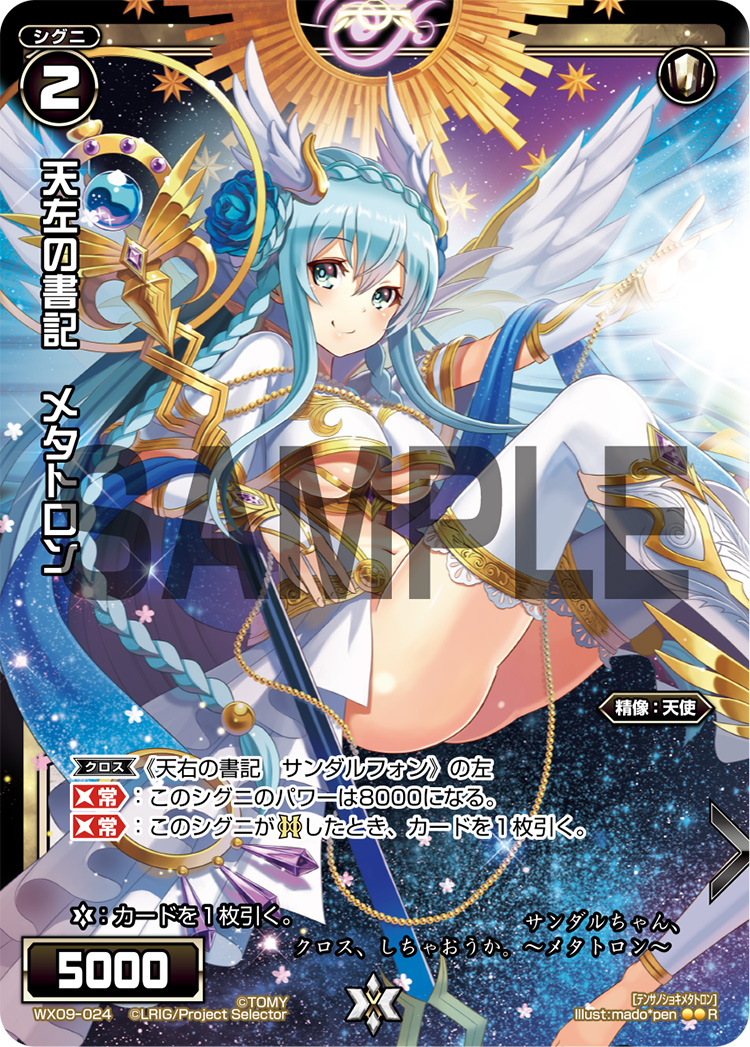 シグニ
2
天左の書記 メタトロン
SAMPLE
精像:天使
クロス 《天右の書記 サンダルフォン》の左
常:このシグニのパワーは8000になる。
常:このシグニがしたとき、カードを1枚引く。
:カードを1枚引く。
サンダルちゃん、
クロス、しちゃおうか。～メタトロン～
5000
WX09-024 ©LRIG/Project Selector ©TOMY
[テンサノショキメタトロン]
Illust:mado*pen R